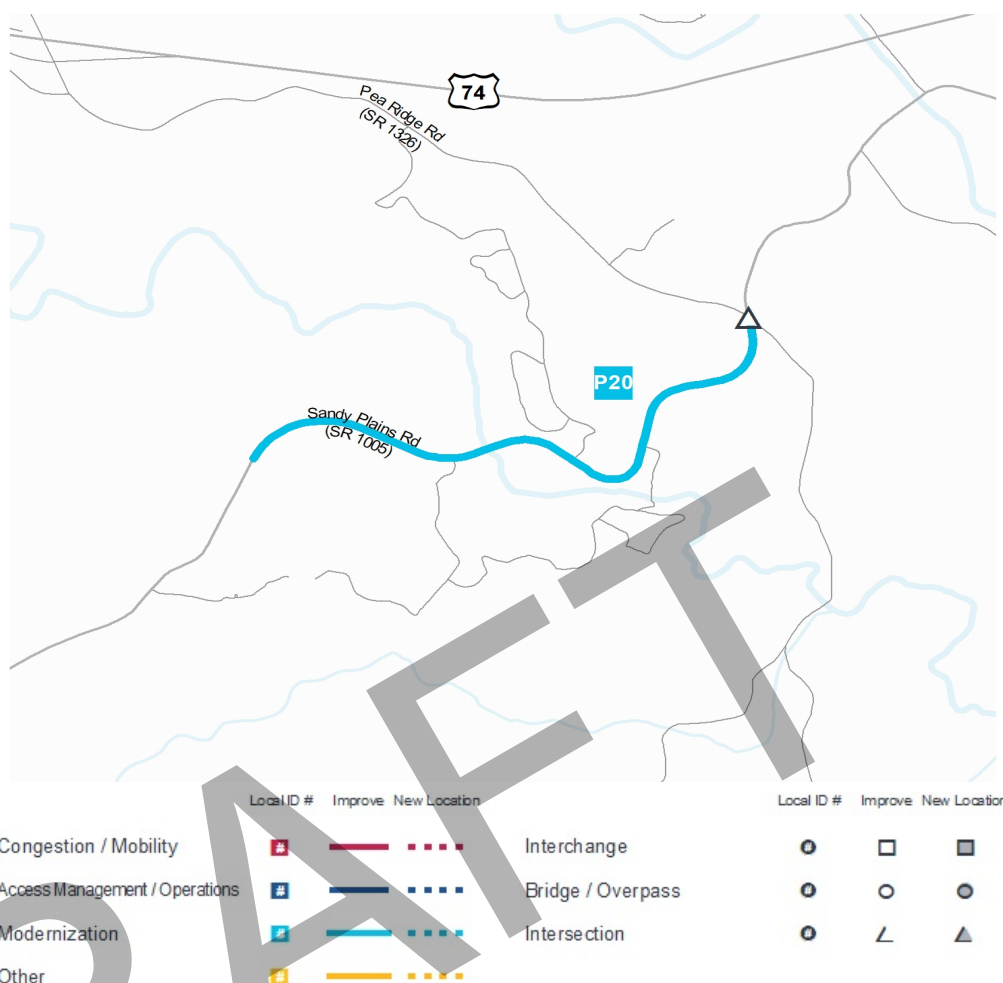 74
Pea Ridge Rd
(SR 1326)
P20
Sandy Plains Rd
(SR 1005)
DRAFT
Local ID # Improve New Location
Congestion / Mobility #
Access Management / Operations #
Modernization #
Other #
Local ID # Improve New Location
Interchange #
Bridge / Overpass #
Intersection #